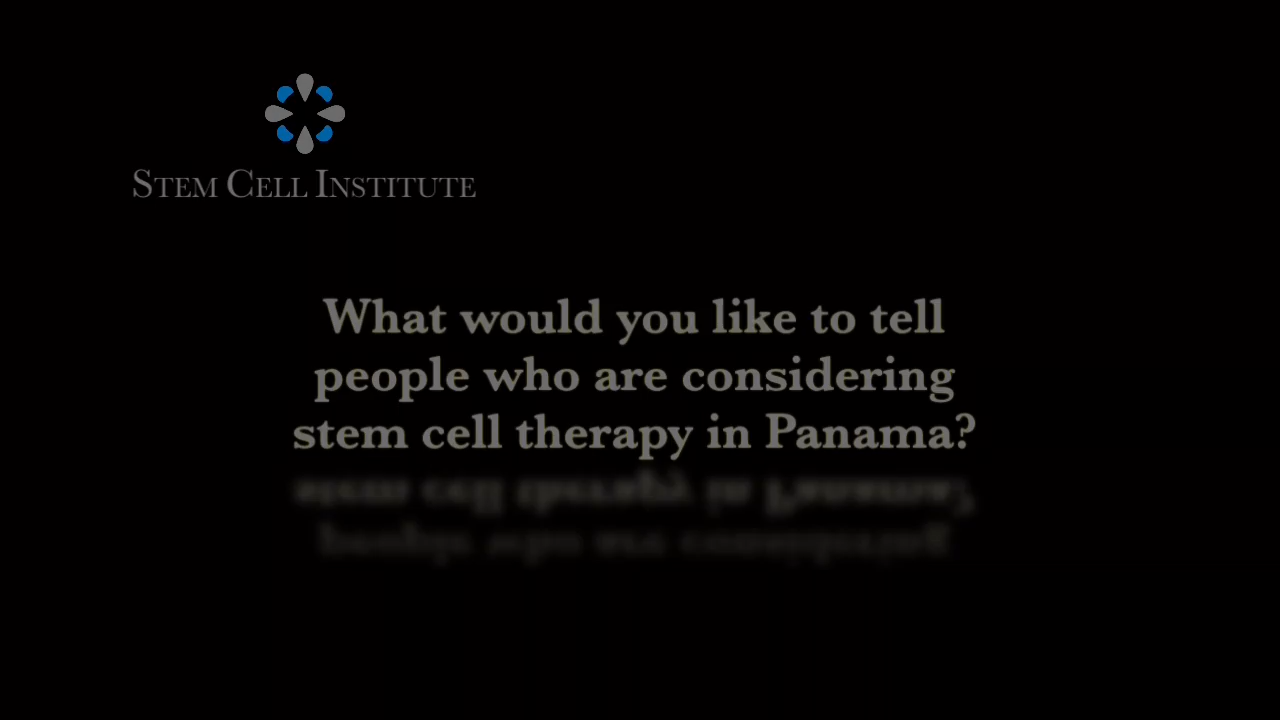 STEM CELL INSTITUTE
What would you like to tell
people who are considering
stem cell therapy in Panama?